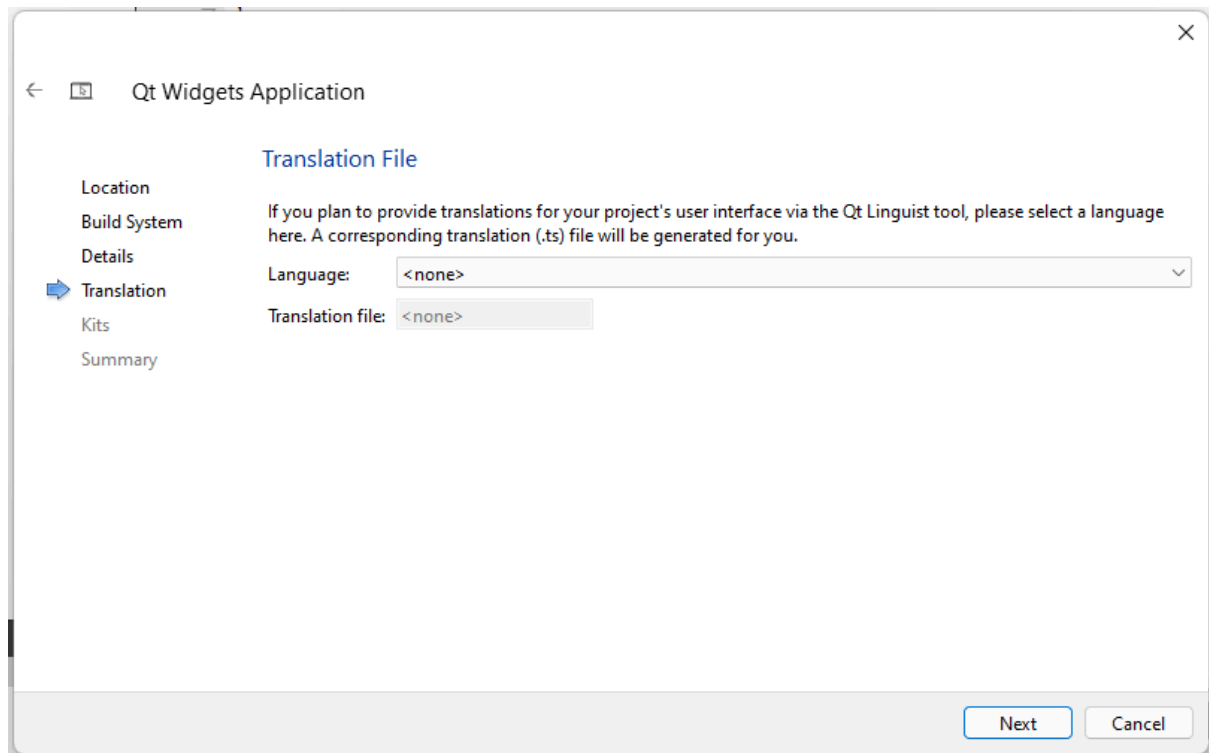 Qt Widgets Application
Location
Build System
Details
Translation
Kits
Summary
Translation File
If you plan to provide translations for your project's user interface via the Qt Linguist tool, please select a language
here. A corresponding translation (.ts) file will be generated for you.
Language: <none>
Translation file: <none>
Next Cancel